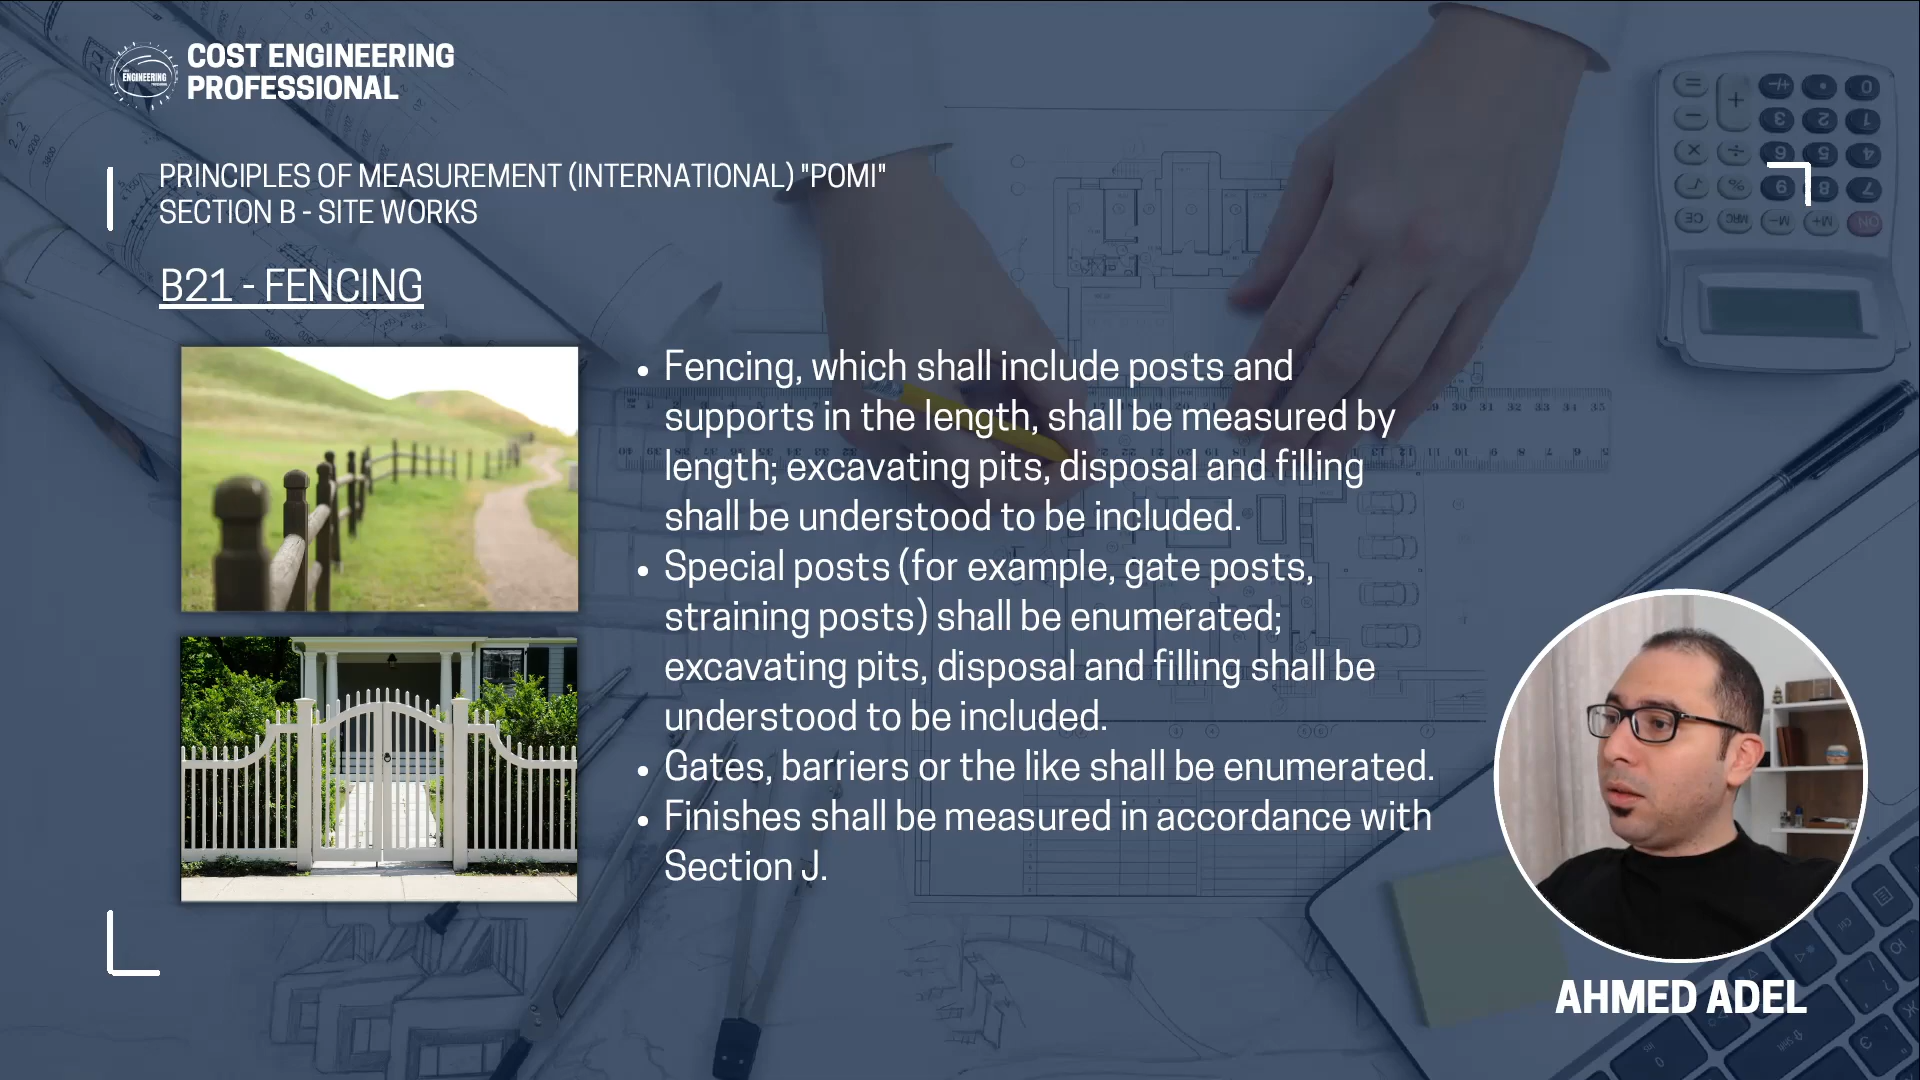 COST ENGINEERING
PROFESSIONAL
ENGINEERING
PRINCIPLES OF MEASUREMENT (INTERNATIONAL) "POMI"
SECTION B - SITE WORKS
B21 - FENCING
• Fencing, which shall include posts and
supports in the length, shall be measured by
length; excavating pits, disposal and filling
shall be understood to be included.
• Special posts (for example, gate posts,
straining posts) shall be enumerated;
excavating pits, disposal and filling shall be
understood to be included.
• Gates, barriers or the like shall be enumerated.
• Finishes shall be measured in accordance with
Section J.
AHMED ADEL